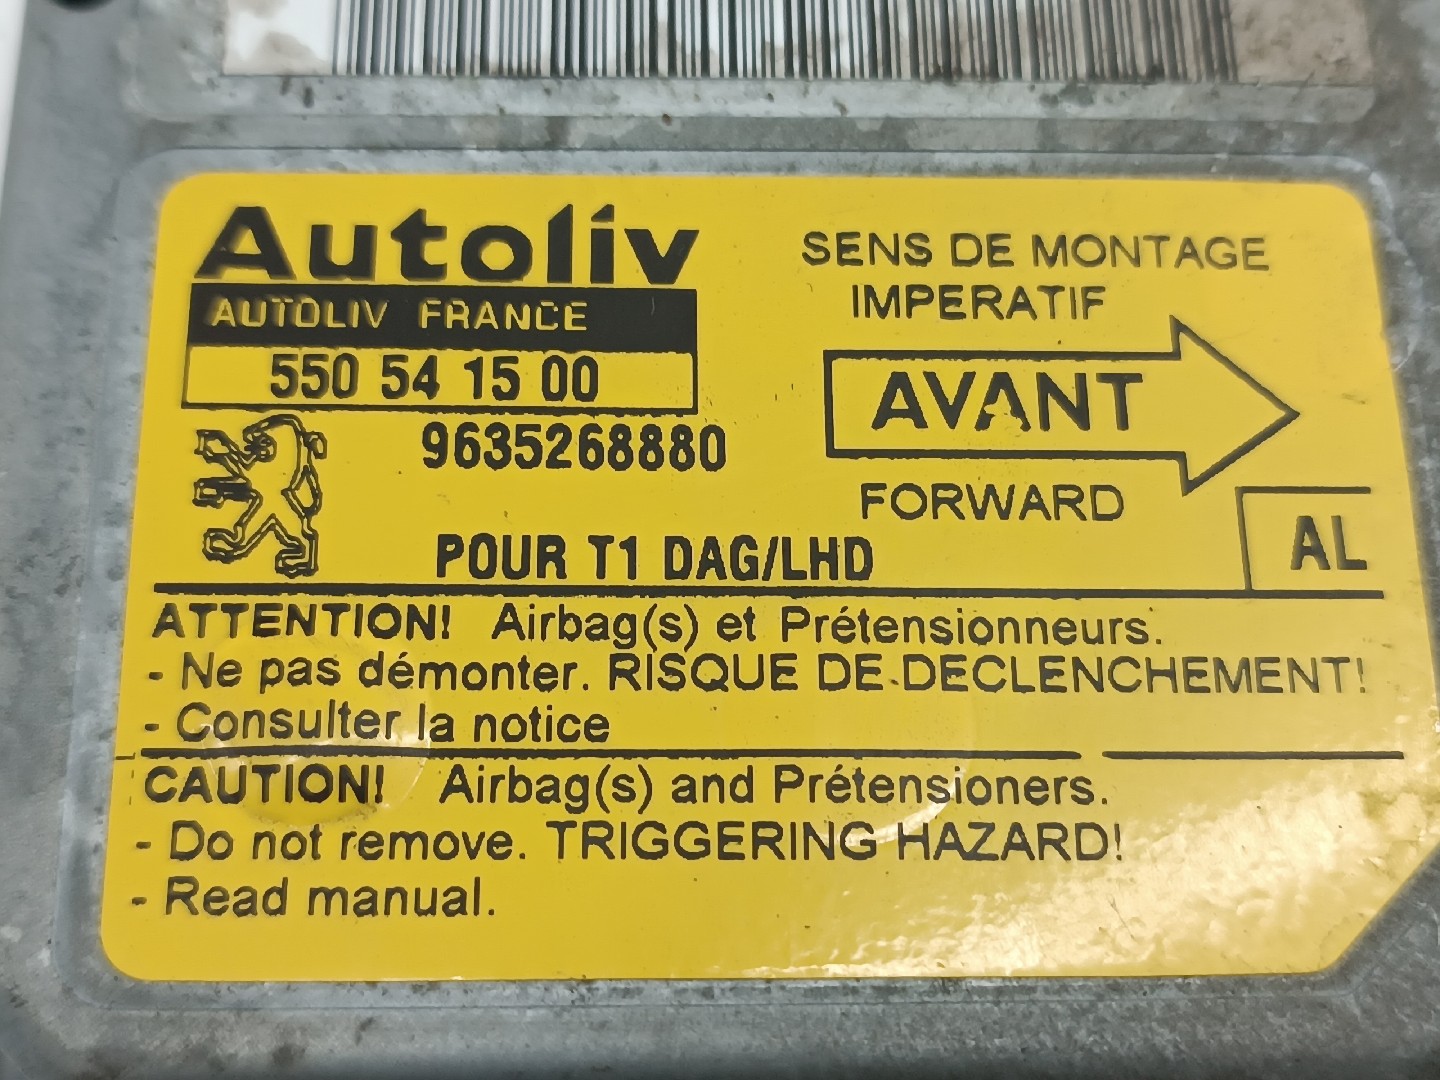 Autoliv
AUTOLIV FRANCE
550 54 15 00
9635268880
POUR T1 DAG/LHD
SENS DE MONTAGE
IMPERATIF
AVANT
FORWARD
AL
ATTENTION! Airbag(s) et Prétensionneurs.
- Ne pas démonter. RISQUE DE DECLENCHEMENT!
- Consulter la notice
CAUTION! Airbag(s) and Prétensioners.
- Do not remove. TRIGGERING HAZARD!
- Read manual.